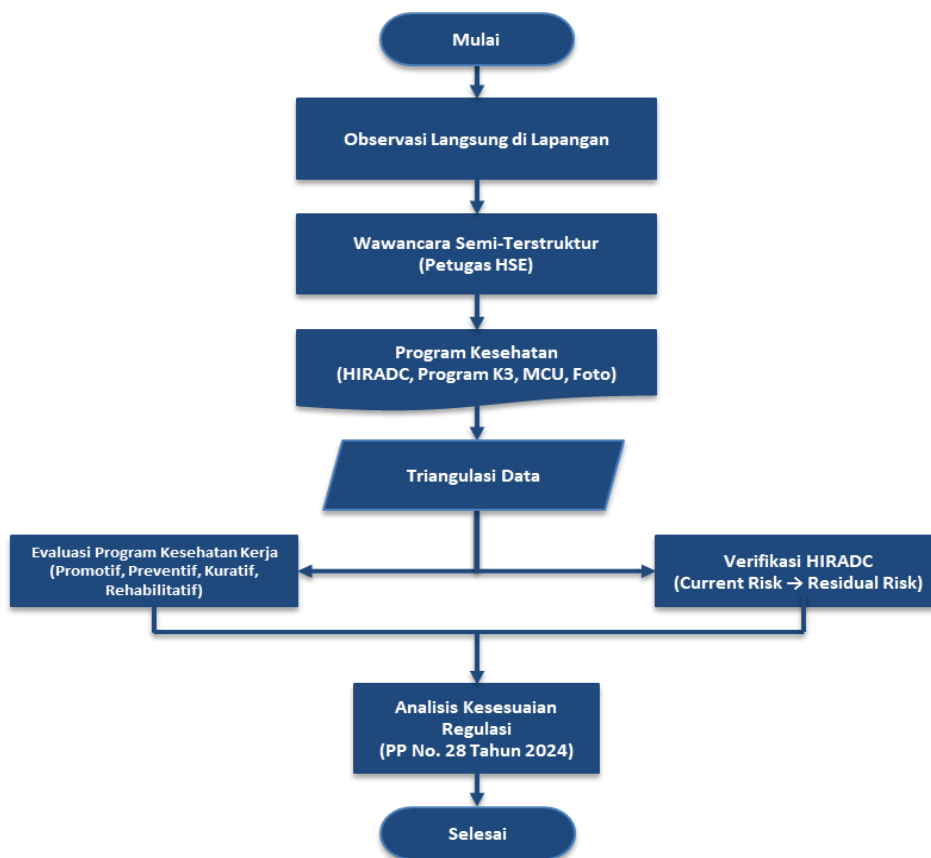 Mulai
Observasi Langsung di Lapangan
Wawancara Semi-Terstruktur
(Petugas HSE)
Program Kesehatan
(HIRADC, Program K3, MCU, Foto)
Triangulasi Data
Evaluasi Program Kesehatan Kerja
(Promotif, Preventif, Kuratif,
Rehabilitatif)
Verifikasi HIRADC
(Current Risk → Residual Risk)
Analisis Kesesuaian
Regulasi
(PP No. 28 Tahun 2024)
Selesai